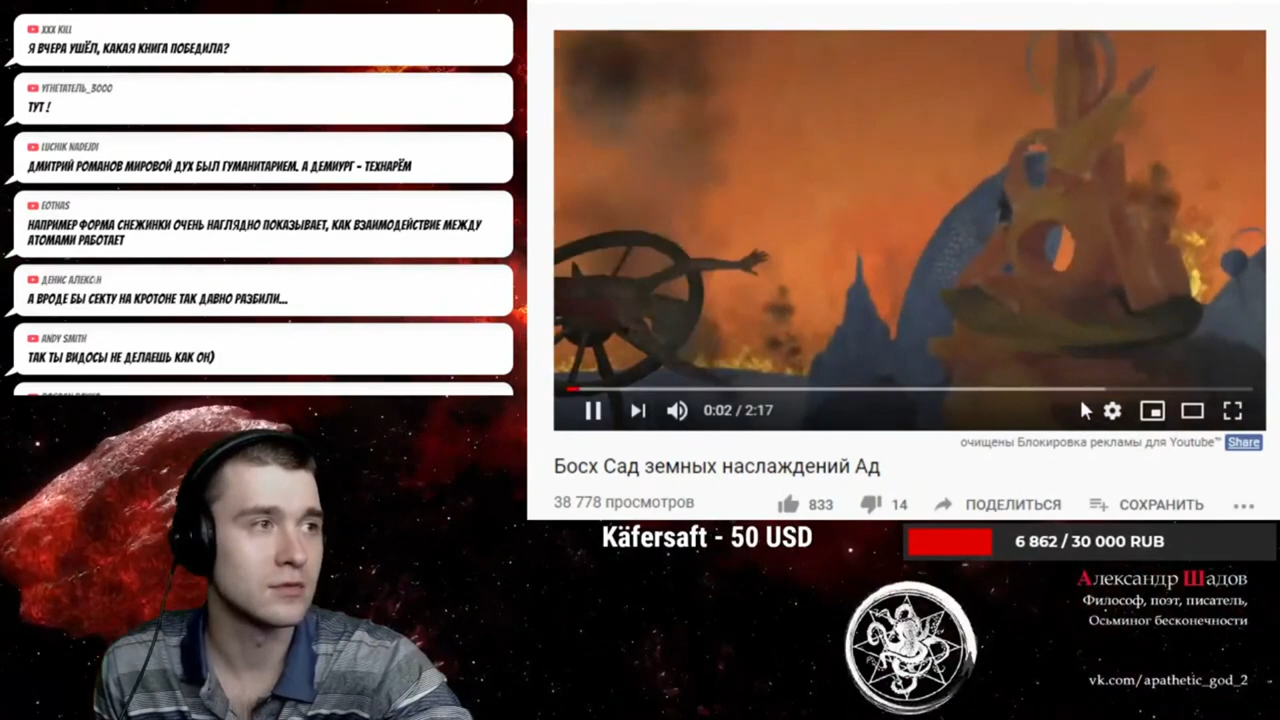 XXX KILL
Я ВЧЕРА УШЁЛ, КАКАЯ КНИГА ПОБЕДИЛА?
УГНЕТАТЕЛЬ_3000
ТУТ !
LUCHIK NADEJDI
ДМИТРИЙ РОМАНОВ МИРОВОЙ ДУХ БЫЛ ГУМАНИТАРИЕМ. А ДЕМИУРГ - ТЕХНАРЁМ
EOTHAS
НАПРИМЕР ФОРМА СНЕЖИНКИ ОЧЕНЬ НАГЛЯДНО ПОКАЗЫВАЕТ, КАК ВЗАИМОДЕЙСТВИЕ МЕЖДУ
АТОМАМИ РАБОТАЕТ
ДЕНИС АЛЕКСОН
А ВРОДЕ БЫ СЕКТУ НА КРОТОНЕ ТАК ДАВНО РАЗБИЛИ...
ANDY SMITH
ТАК ТЫ ВИДОСЫ НЕ ДЕЛАЕШЬ КАК ОН)
0:02 / 2:17
очищены Блокировка рекламы для Youtube™ Share
Босх Сад земных наслаждений Ад
38 778 просмотров
833
14
ПОДЕЛИТЬСЯ
СОХРАНИТЬ
Käfersaft - 50 USD
6 862 / 30 000 RUB
Александр Шадов
Философ, поэт, писатель,
Осьминог бесконечности
vk.com/apathetic_god_2